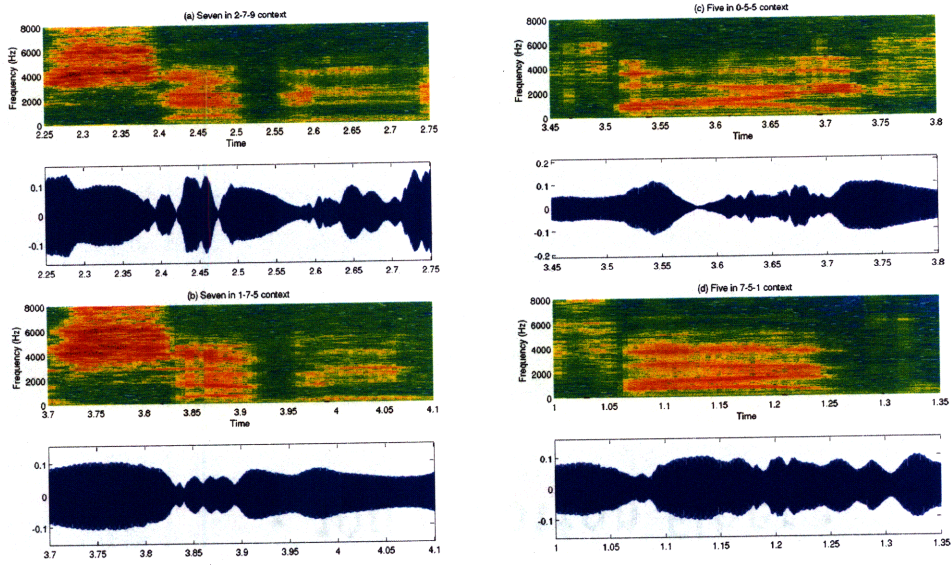 (a) Seven in 2-7-9 context
Frequency (Hz)
8000
6000
4000
2000
0
2.25 2.3 2.35 2.4 2.45 2.5 2.55 2.6 2.65 2.7 2.75
Time
0.1
0
-0.1
2.25 2.3 2.35 2.4 2.45 2.5 2.55 2.6 2.65 2.7 2.75
(b) Seven in 1-7-5 context
Frequency (Hz)
8000
6000
4000
2000
0
3.7 3.75 3.8 3.85 3.9 3.95 4 4.05 4.1
Time
0.1
0
-0.1
3.7 3.75 3.8 3.85 3.9 3.95 4 4.05 4.1
(c) Five in 0-5-5 context
Frequency (Hz)
8000
6000
4000
2000
0
3.45 3.5 3.55 3.6 3.65 3.7 3.75 3.8
Time
0.2
0.1
0
-0.1
-0.2
3.45 3.5 3.55 3.6 3.65 3.7 3.75 3.8
(d) Five in 7-5-1 context
Frequency (Hz)
8000
6000
4000
2000
0
1 1.05 1.1 1.15 1.2 1.25 1.3 1.35
Time
0.1
0
-0.1
1 1.05 1.1 1.15 1.2 1.25 1.3 1.35